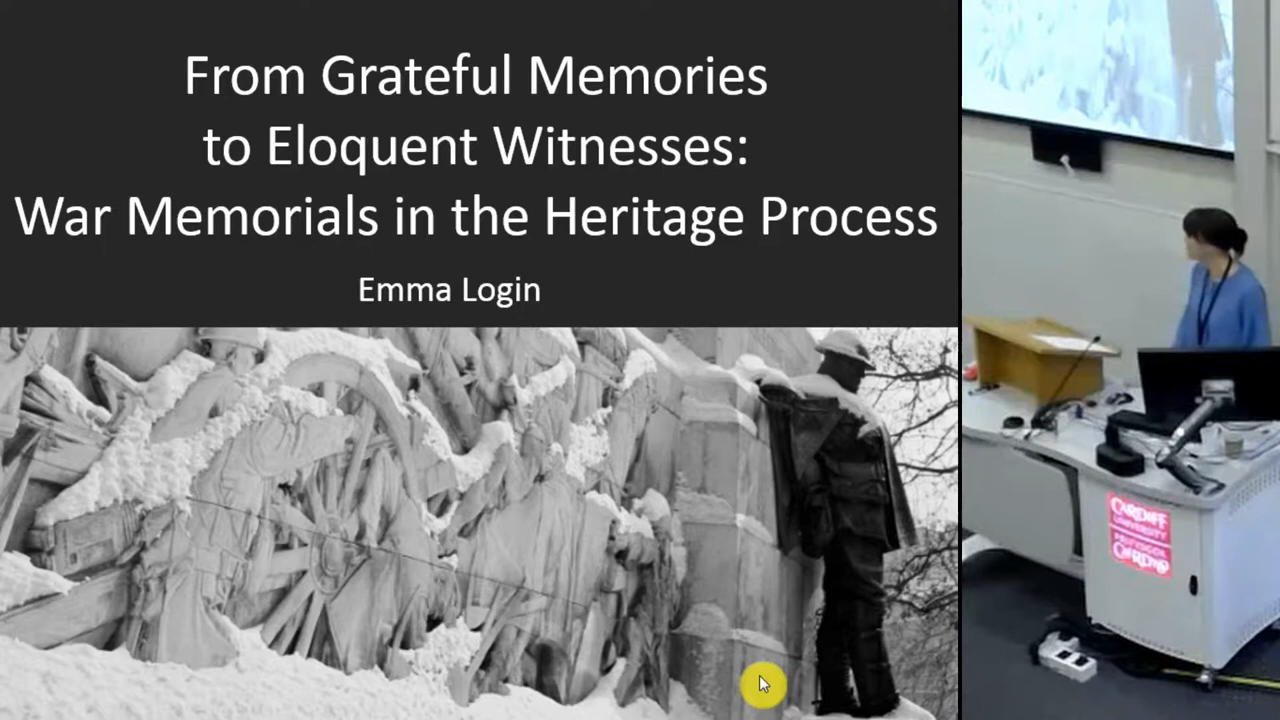 From Grateful Memories
to Eloquent Witnesses:
War Memorials in the Heritage Process
Emma Login
CARDIFF
UNIVERSITY
PRIFYSGOL
CAERDYDD